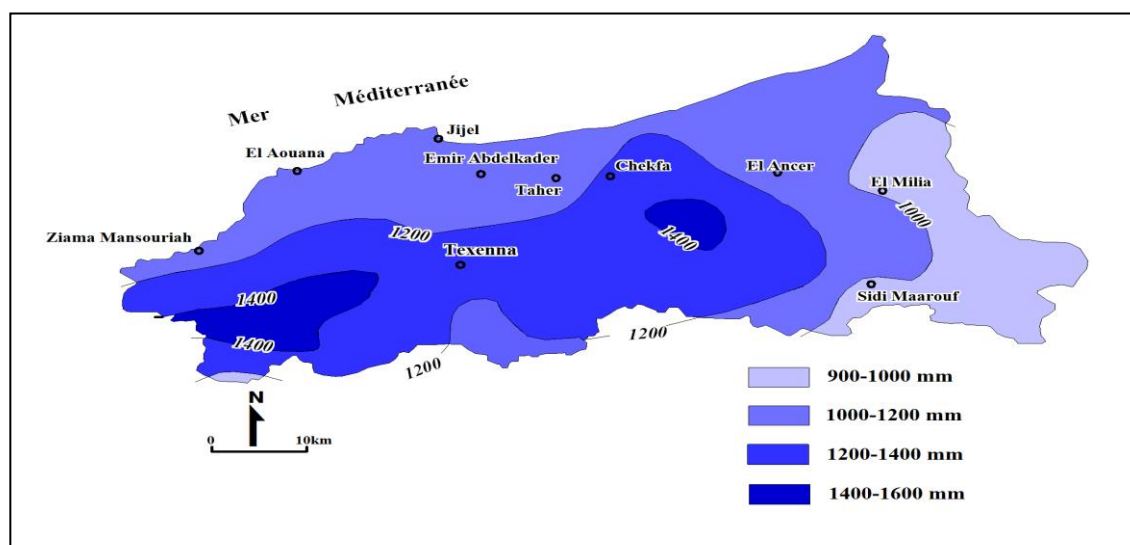 Mer Méditerranée
Jijel
El Aouana
Emir Abdelkader
Taher
Chekfa
El Ancer
El Milia
1000
Ziama Mansouriah
1200
Texenna
1400
1400
Sidi Maarouf
1400
1200
1200
N
0 10km
900-1000 mm
1000-1200 mm
1200-1400 mm
1400-1600 mm